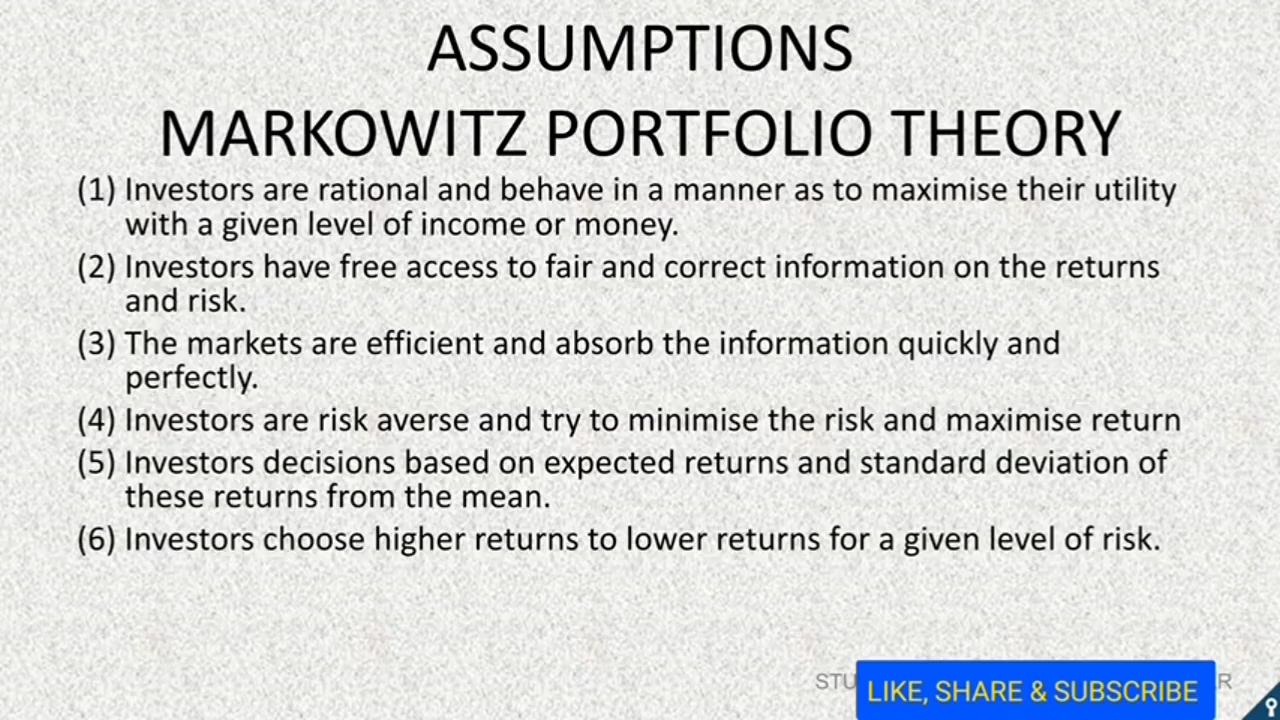 ASSUMPTIONS
MARKOWITZ PORTFOLIO THEORY
(1) Investors are rational and behave in a manner as to maximise their utility
with a given level of income or money.
(2) Investors have free access to fair and correct information on the returns
and risk.
(3) The markets are efficient and absorb the information quickly and
perfectly.
(4) Investors are risk averse and try to minimise the risk and maximise return
(5) Investors decisions based on expected returns and standard deviation of
these returns from the mean.
(6) Investors choose higher returns to lower returns for a given level of risk.
LIKE, SHARE & SUBSCRIBE